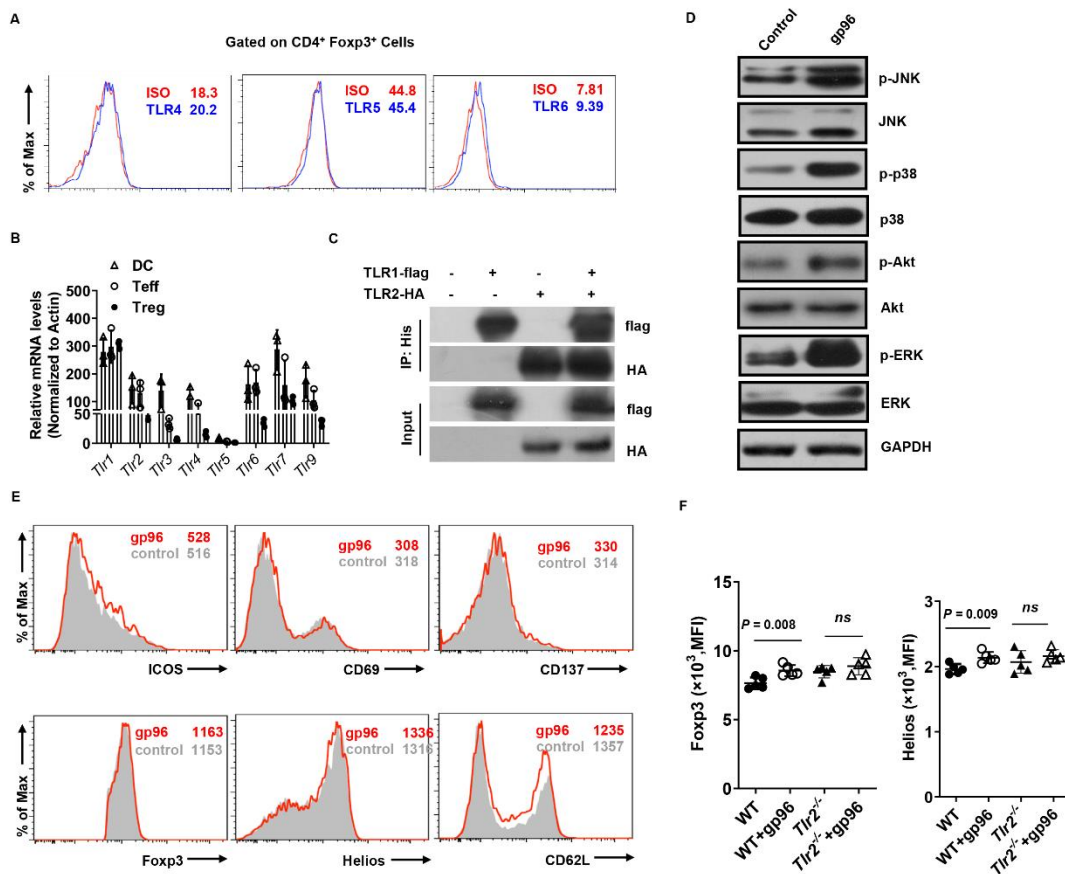 A
Gated on CD4⁺ Foxp3⁺ Cells
% of Max
ISO 18.3
TLR4 20.2
ISO 44.8
TLR5 45.4
ISO 7.81
TLR6 9.39
B
DC
Teff
Treg
Relative mRNA levels
(Normalized to Actin)
400
300
200
100
50
0
Tlr1 Tlr2 Tlr3 Tlr4 Tlr5 Tlr6 Tlr7 Tlr9
C
TLR1-flag - + - +
TLR2-HA - - + +
IP: His
flag
HA
Input
flag
HA
D
Control gp96
p-JNK
JNK
p-p38
p38
p-Akt
Akt
p-ERK
ERK
GAPDH
E
% of Max
gp96 528
control 516
ICOS
gp96 308
control 318
CD69
gp96 330
control 314
CD137
% of Max
gp96 1163
control 1153
Foxp3
gp96 1336
control 1316
Helios
gp96 1235
control 1357
CD62L
F
Foxp3 (×10³,MFI)
15
10
5
0
P = 0.008
ns
WT WT+gp96 Tlr2⁻/⁻ Tlr2⁻/⁻+gp96
Helios (×10³,MFI)
3
2
1
0
P = 0.009
ns
WT WT+gp96 Tlr2⁻/⁻ Tlr2⁻/⁻+gp96